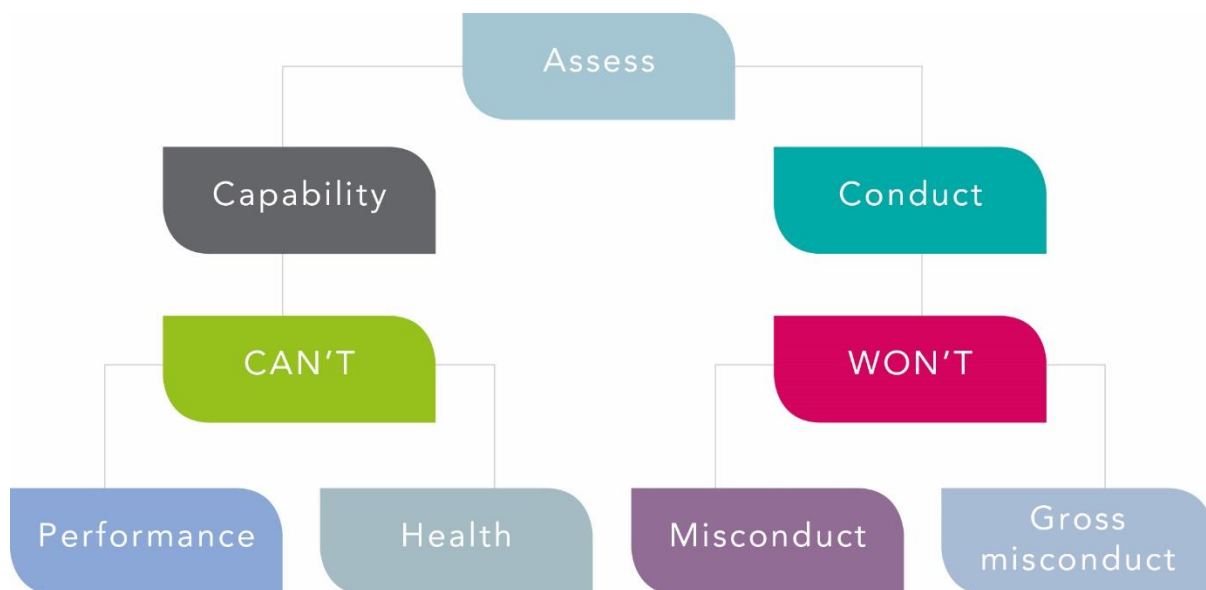 Assess
Capability
Conduct
CAN'T
WON'T
Performance
Health
Misconduct
Gross
misconduct